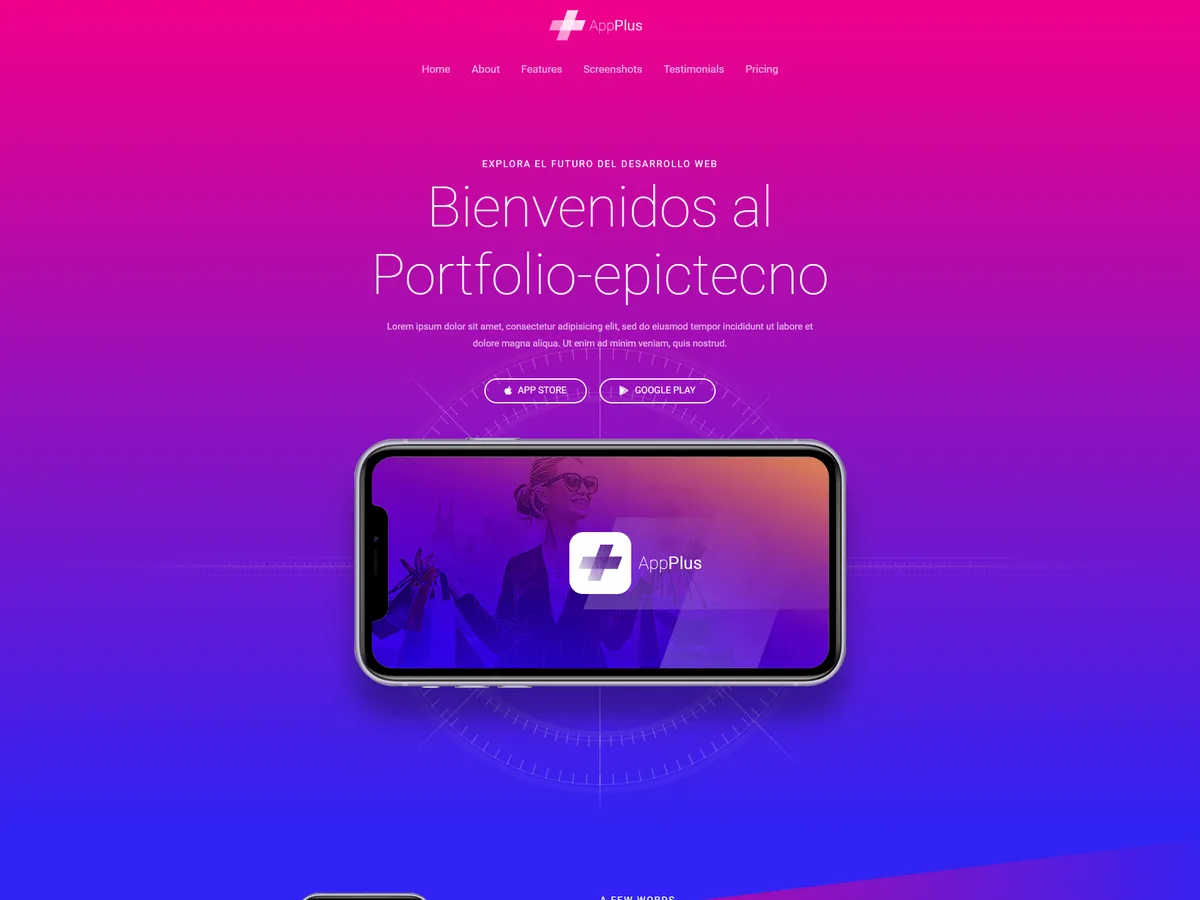 AppPlus
Home About Features Screenshots Testimonials Pricing
EXPLORA EL FUTURO DEL DESARROLLO WEB
Bienvenidos al
Portfolio-epictecno
Lorem ipsum dolor sit amet, consectetur adipisicing elit, sed do eiusmod tempor incididunt ut labore et
dolore magna aliqua. Ut enim ad minim veniam, quis nostrud.
APP STORE GOOGLE PLAY
AppPlus
A FEW WORDS